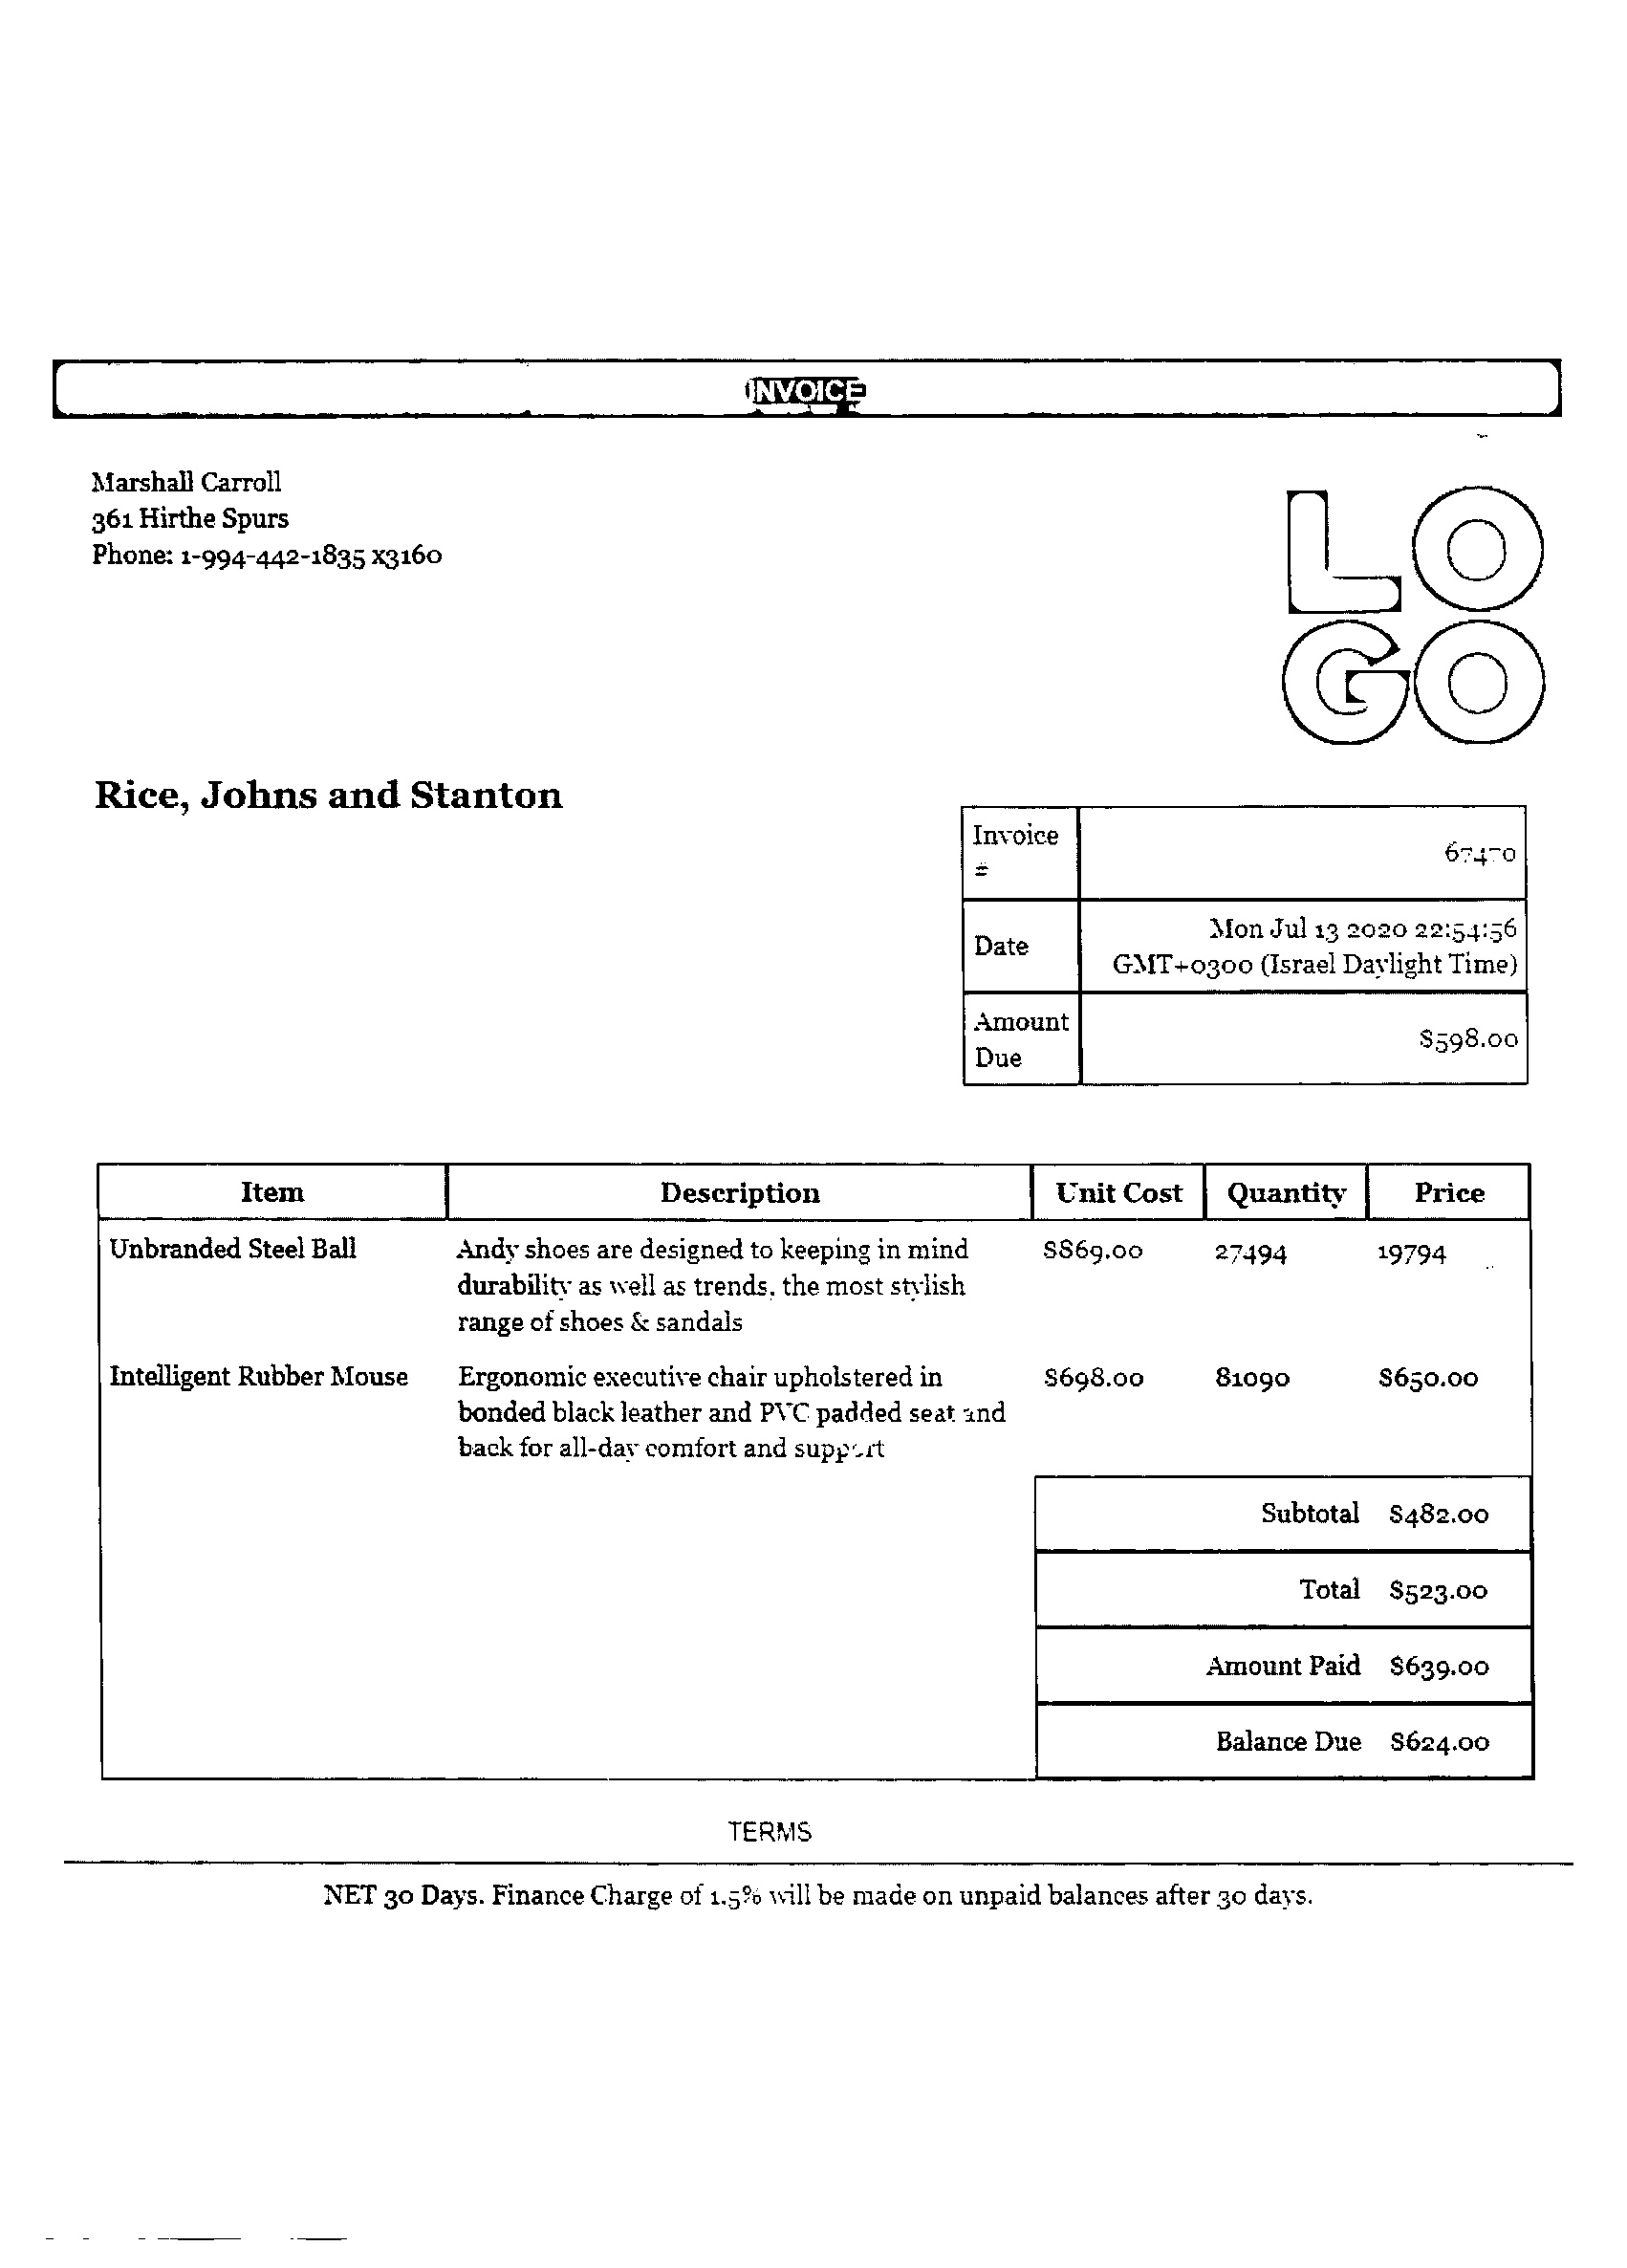 INVOICE
Marshall Carroll
361 Hirthe Spurs
Phone: 1-994-442-1835 x3160
LO
GO
Rice, Johns and Stanton
Invoice
# 67470
Date Mon Jul 13 2020 22:54:56
GMT+0300 (Israel Daylight Time)
Amount
Due $598.00
Item Description Unit Cost Quantity Price
Unbranded Steel Ball Andy shoes are designed to keeping in mind $869.00 27494 19794
durability as well as trends, the most stylish
range of shoes & sandals
Intelligent Rubber Mouse Ergonomic executive chair upholstered in $698.00 81090 $650.00
bonded black leather and PVC padded seat and
back for all-day comfort and support
Subtotal $482.00
Total $523.00
Amount Paid $639.00
Balance Due $624.00
TERMS
NET 30 Days. Finance Charge of 1.5% will be made on unpaid balances after 30 days.